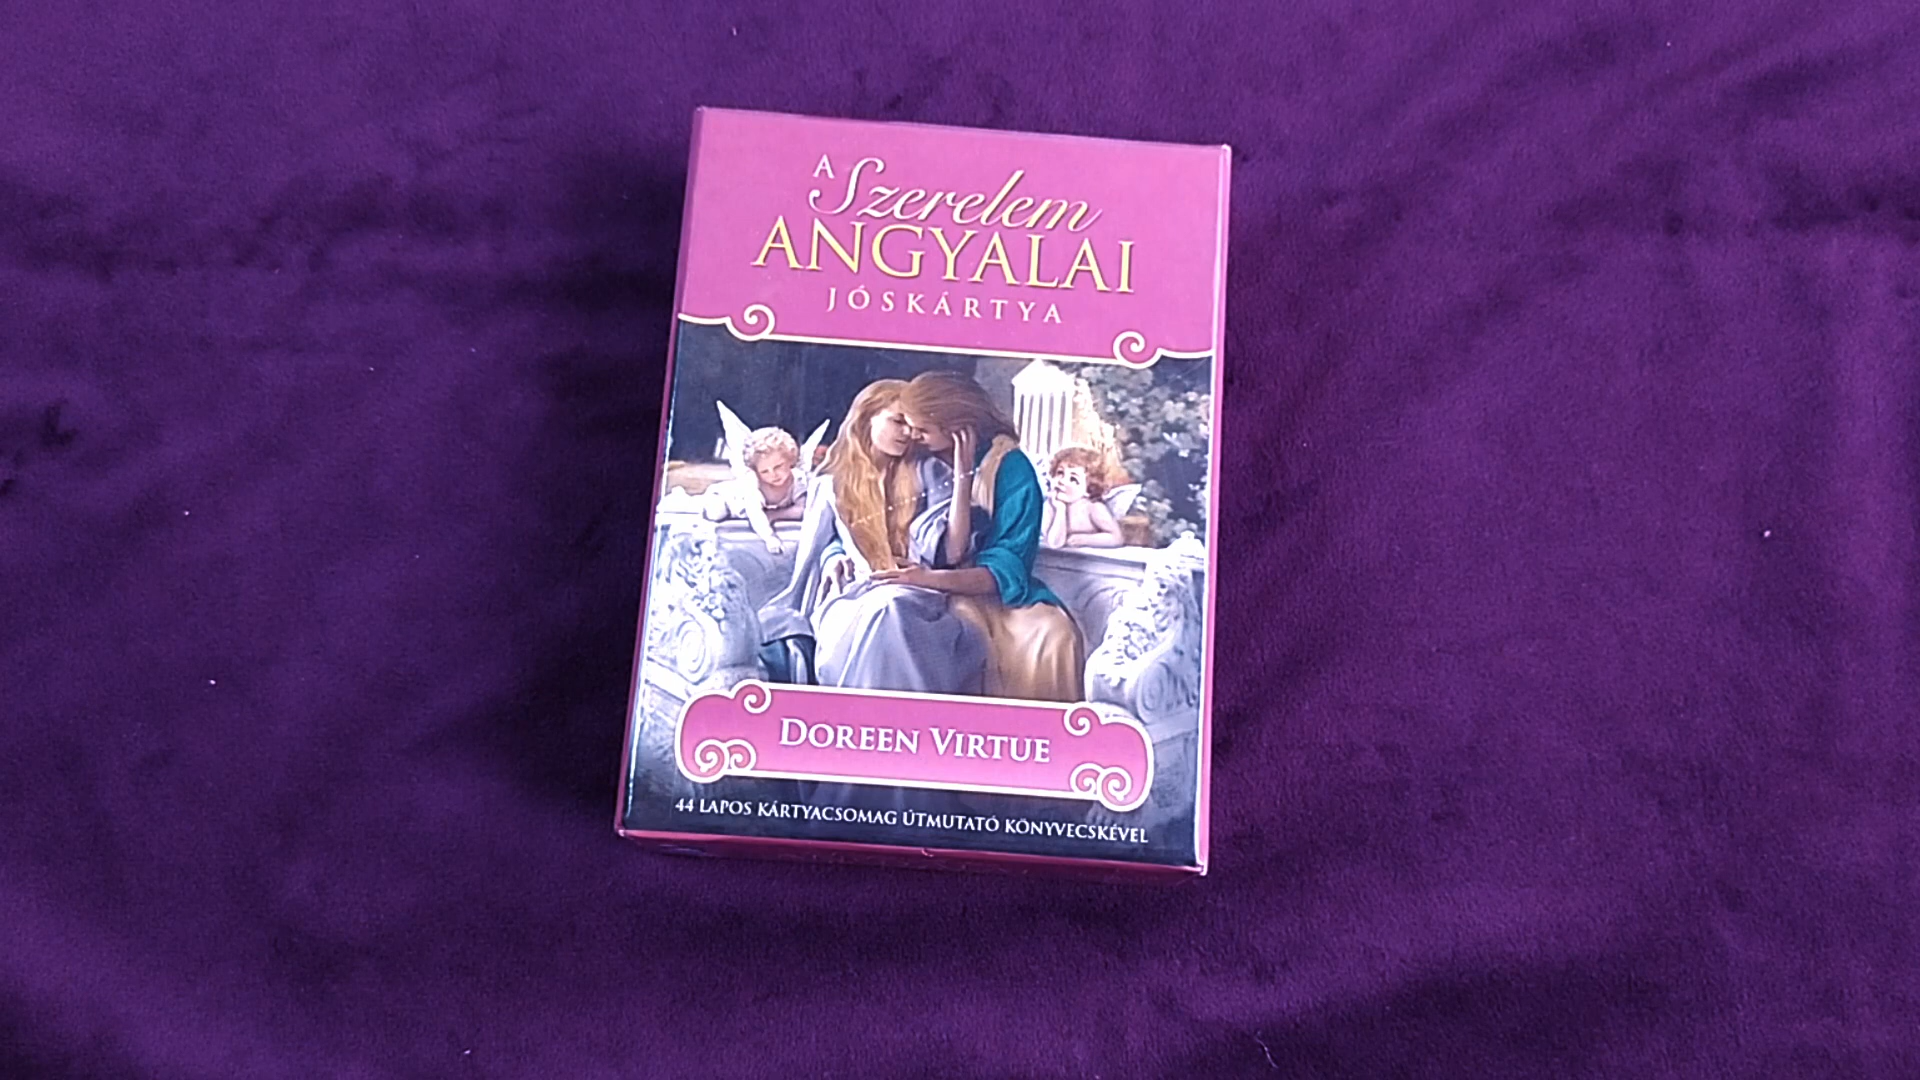 A Szerelem
ANGYALAI
JÓSKÁRTYA
DOREEN VIRTUE
44 LAPOS KÁRTYACSOMAG ÚTMUTATÓ KÖNYVECSKÉVEL